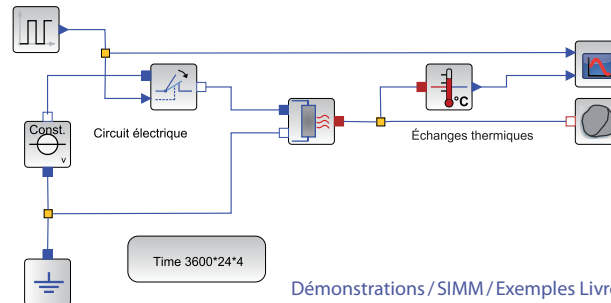 °C
Const.
Circuit électrique
Échanges thermiques
v
Time 3600*24*4
Démonstrations / SIMM / Exemples Livre